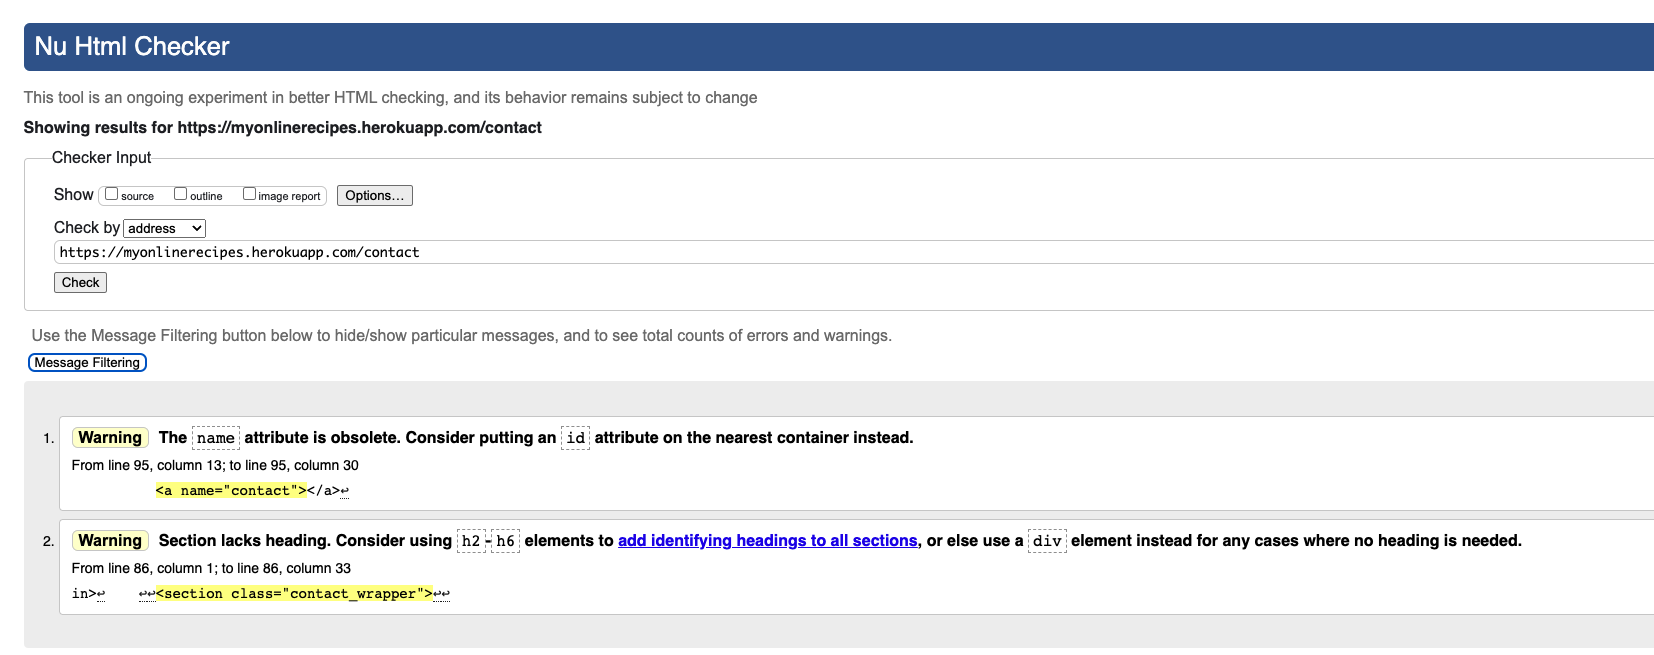 Nu Html Checker
This tool is an ongoing experiment in better HTML checking, and its behavior remains subject to change
Showing results for https://myonlinerecipes.herokuapp.com/contact
Checker Input
Show source outline image report Options...
Check by address
https://myonlinerecipes.herokuapp.com/contact
Check
Use the Message Filtering button below to hide/show particular messages, and to see total counts of errors and warnings.
Message Filtering
1. Warning The name attribute is obsolete. Consider putting an id attribute on the nearest container instead.
From line 95, column 13; to line 95, column 30
<a name="contact"></a>↩
2. Warning Section lacks heading. Consider using h2-h6 elements to add identifying headings to all sections, or else use a div element instead for any cases where no heading is needed.
From line 86, column 1; to line 86, column 33
in>↩ ↩↩<section class="contact_wrapper">↩↩